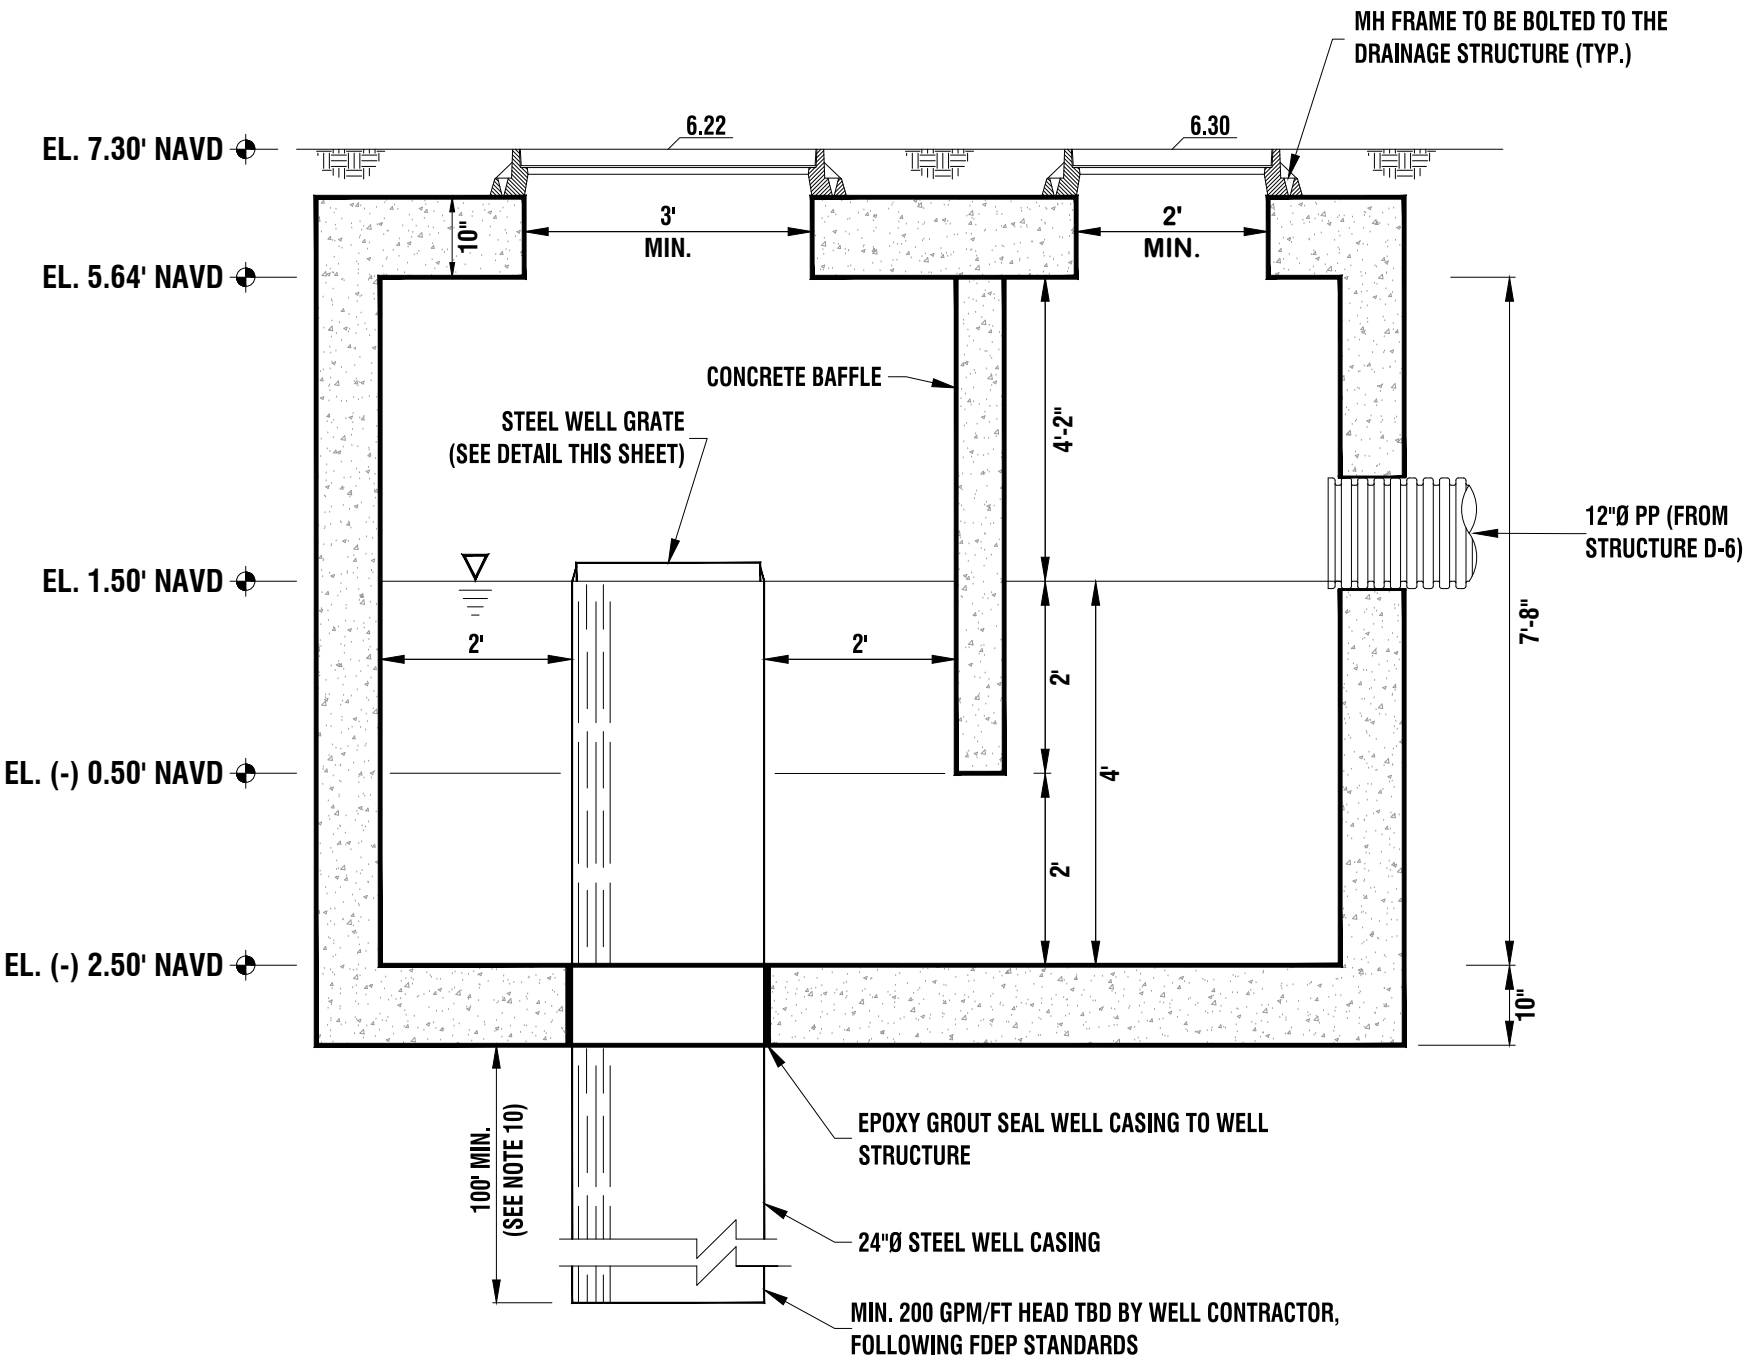 MH FRAME TO BE BOLTED TO THE
DRAINAGE STRUCTURE (TYP.)
6.22
6.30
EL. 7.30' NAVD
10"
3'
MIN.
2'
MIN.
EL. 5.64' NAVD
CONCRETE BAFFLE
STEEL WELL GRATE
(SEE DETAIL THIS SHEET)
4'-2"
12"Ø PP (FROM
STRUCTURE D-6)
EL. 1.50' NAVD
7'-8"
2'
2'
2'
EL. (-) 0.50' NAVD
4'
2'
EL. (-) 2.50' NAVD
10"
100' MIN.
(SEE NOTE 10)
EPOXY GROUT SEAL WELL CASING TO WELL
STRUCTURE
24"Ø STEEL WELL CASING
MIN. 200 GPM/FT HEAD TBD BY WELL CONTRACTOR,
FOLLOWING FDEP STANDARDS